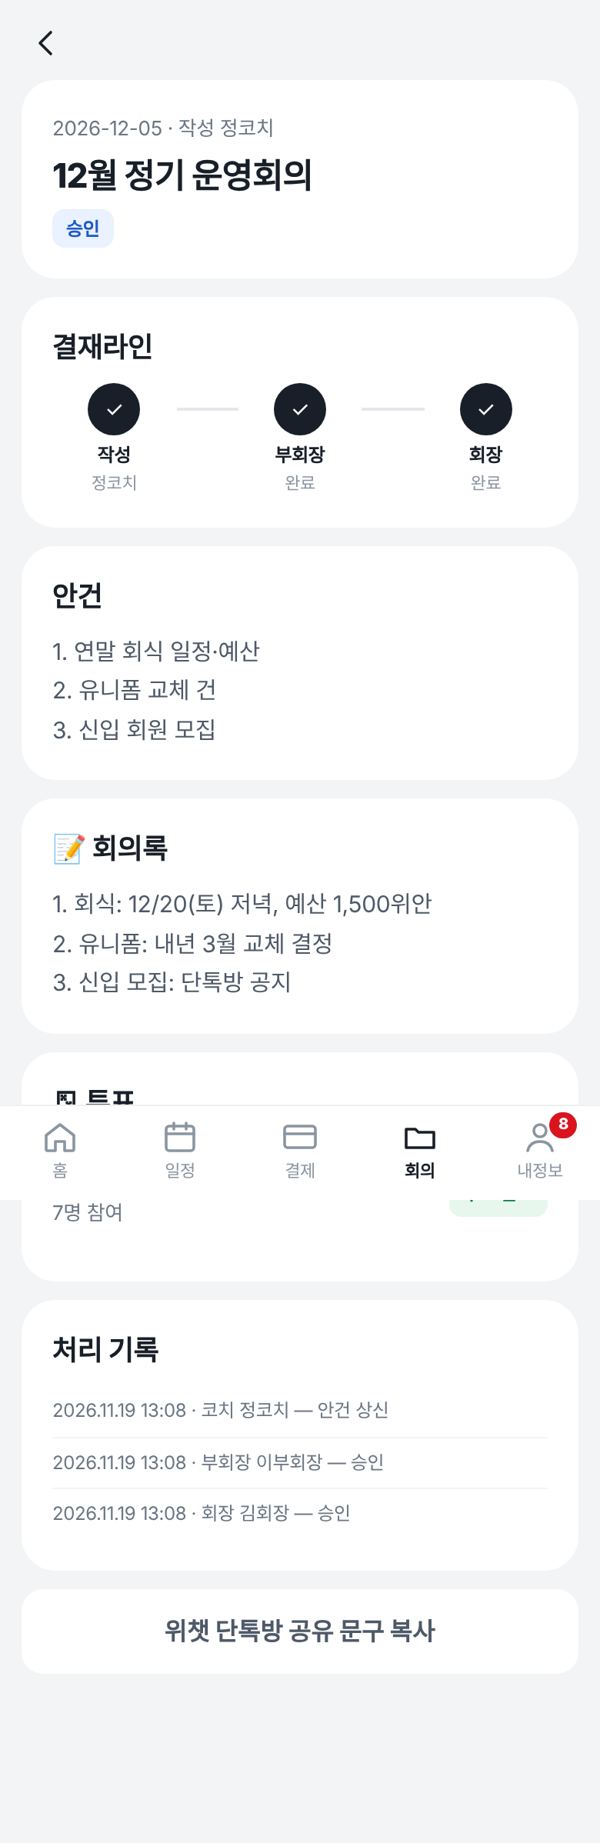 2026-12-05 · 작성 정코치
12월 정기 운영회의
승인
결재라인
작성
정코치
부회장
완료
회장
완료
안건
1. 연말 회식 일정·예산
2. 유니폼 교체 건
3. 신입 회원 모집
📝 회의록
1. 회식: 12/20(토) 저녁, 예산 1,500위안
2. 유니폼: 내년 3월 교체 결정
3. 신입 모집: 단톡방 공지
홈
일정
결제
회의
8
내정보
7명 참여
처리 기록
2026.11.19 13:08 · 코치 정코치 — 안건 상신
2026.11.19 13:08 · 부회장 이부회장 — 승인
2026.11.19 13:08 · 회장 김회장 — 승인
위챗 단톡방 공유 문구 복사